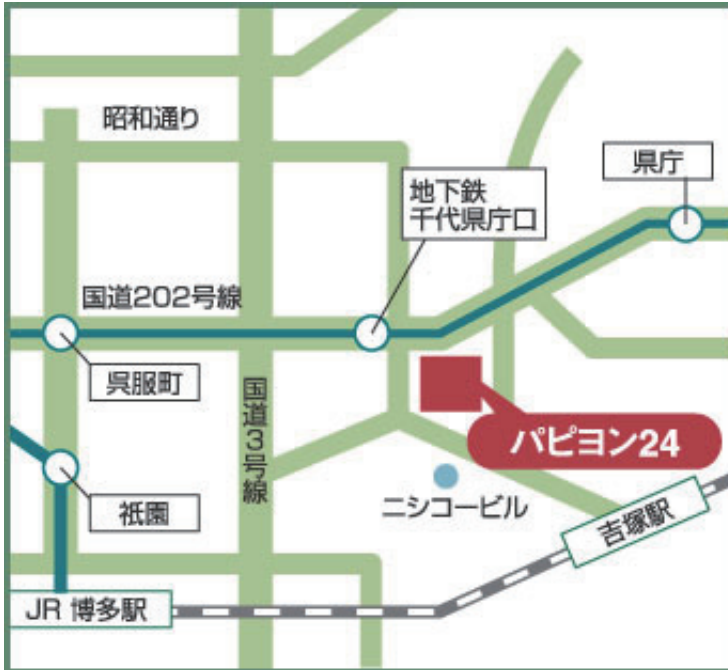 昭和通り
県庁
地下鉄
千代県庁口
国道202号線
呉服町
国道3号線
パピヨン24
祇園
ニシコービル
吉塚駅
JR 博多駅